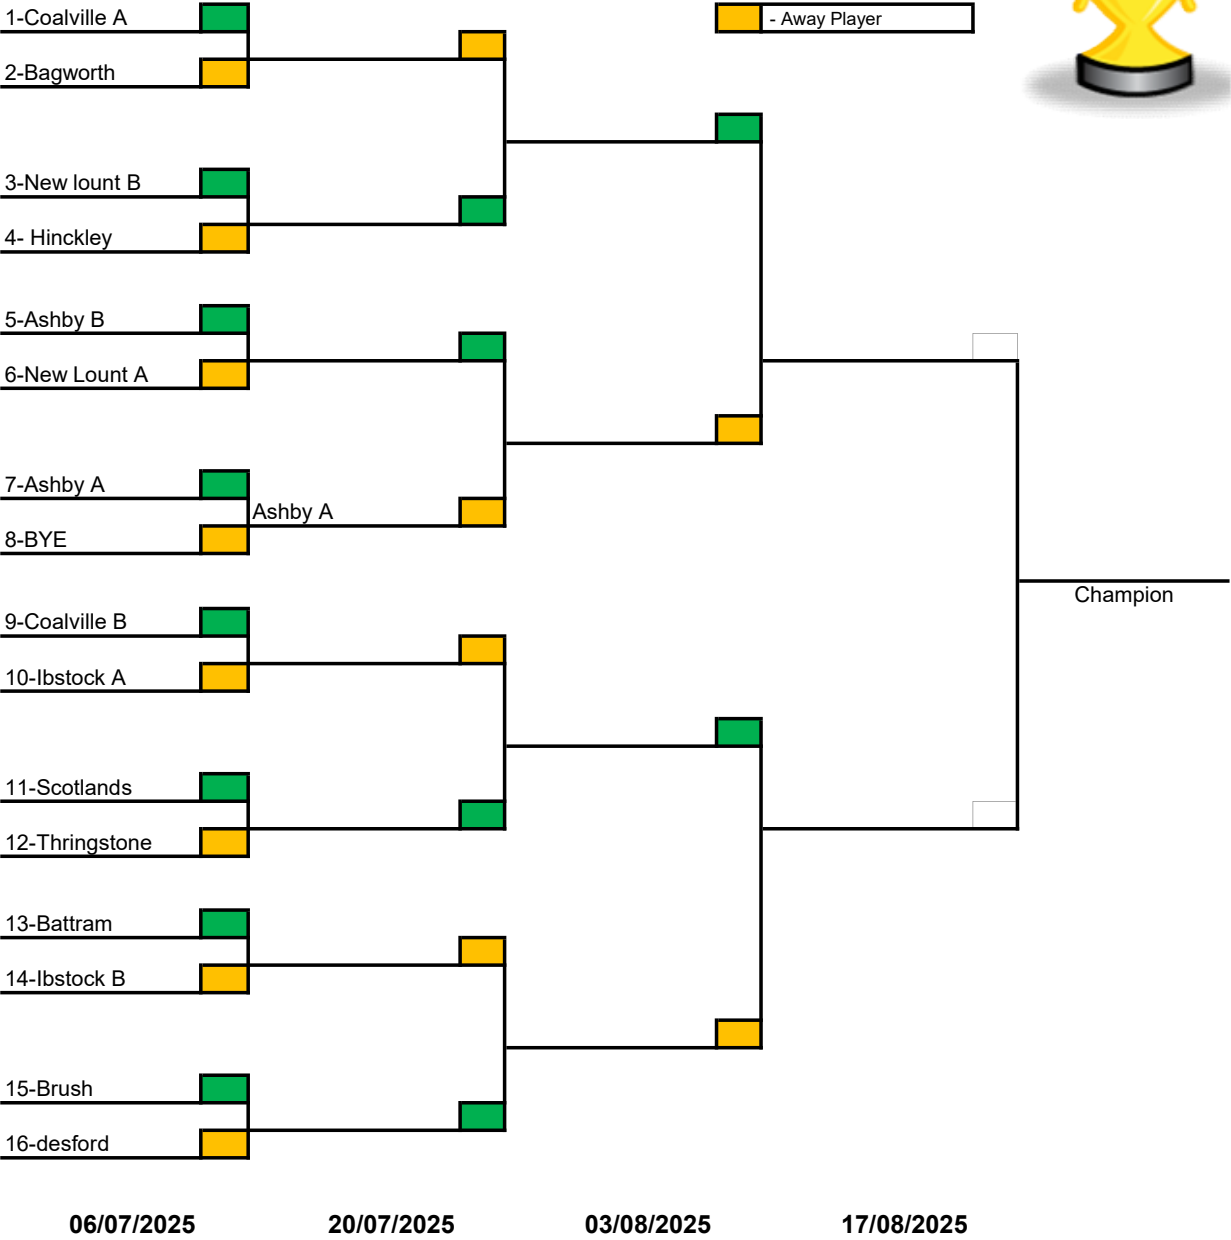 1-Coalville A
- Away Player
2-Bagworth
3-New lount B
4- Hinckley
5-Ashby B
6-New Lount A
7-Ashby A
Ashby A
8-BYE
Champion
9-Coalville B
10-Ibstock A
11-Scotlands
12-Thringstone
13-Battram
14-Ibstock B
15-Brush
16-desford
06/07/2025 20/07/2025 03/08/2025 17/08/2025